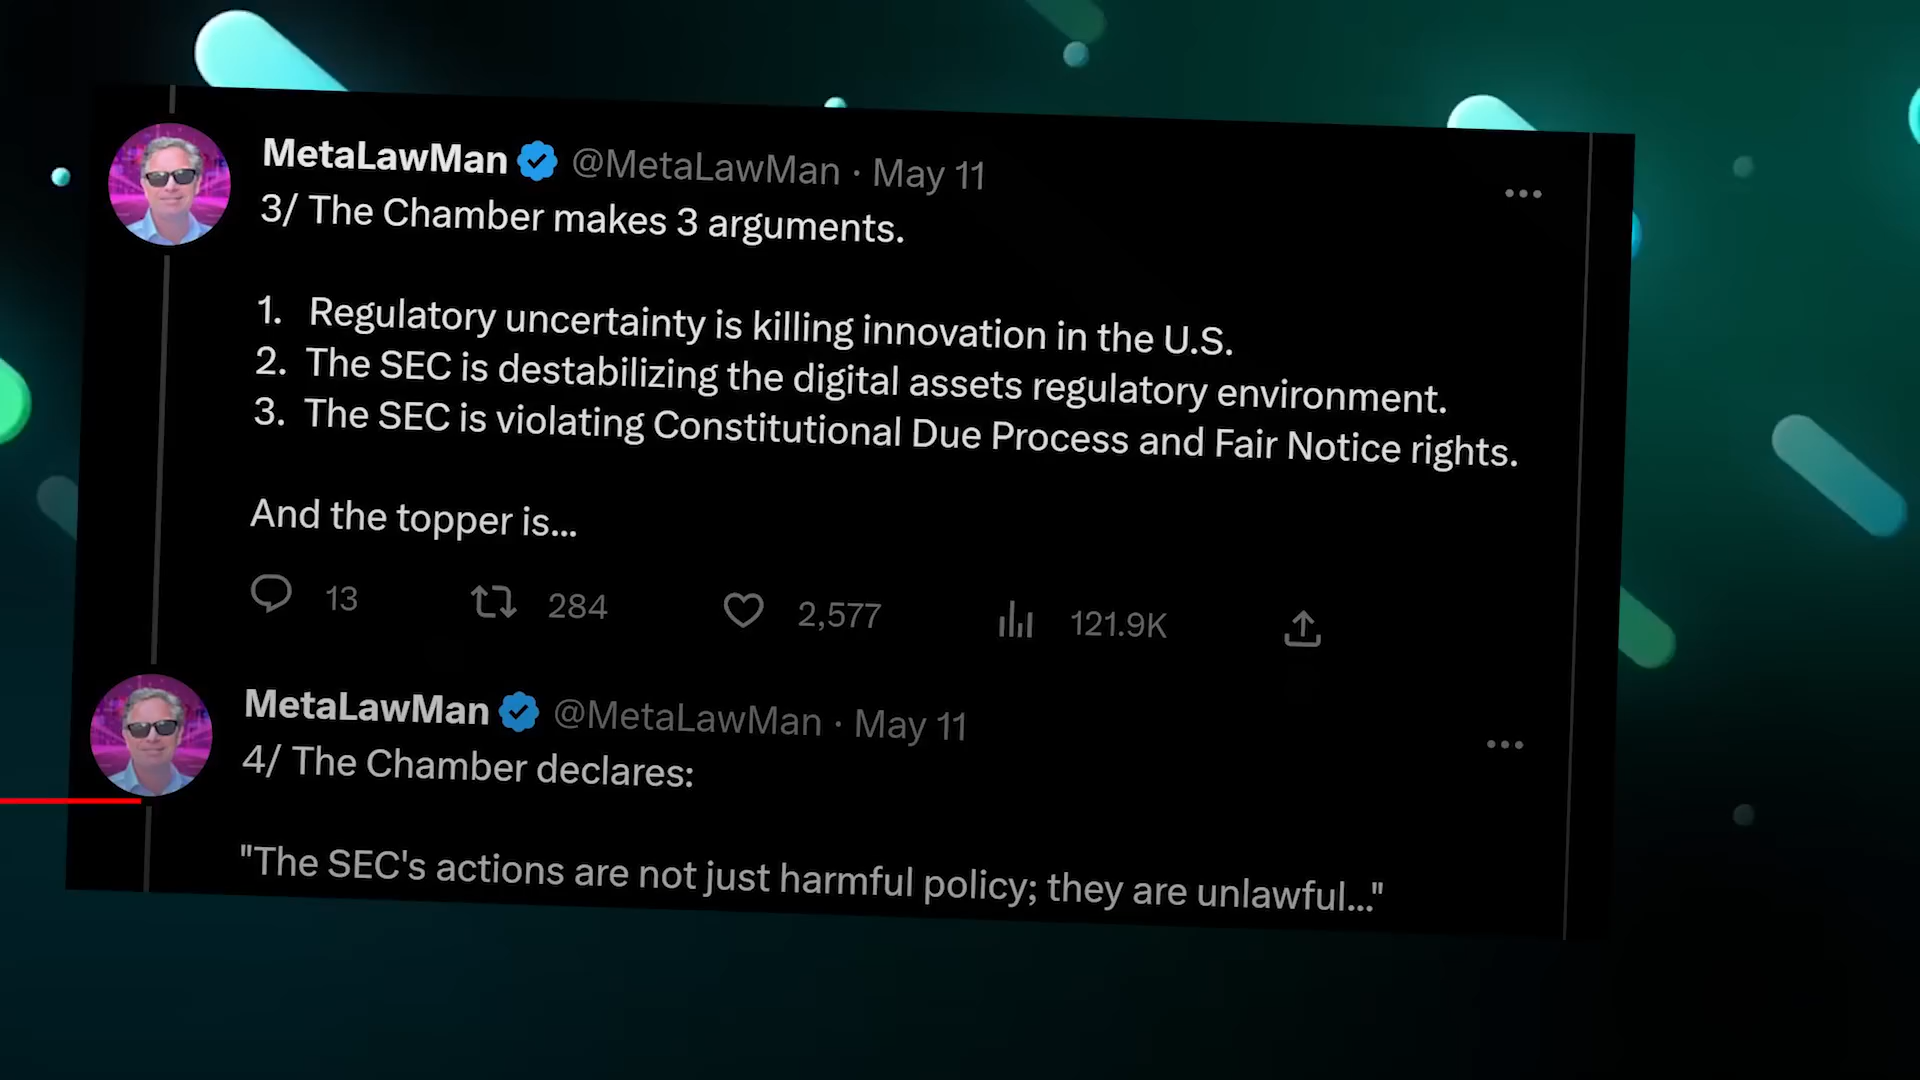 MetaLawMan @MetaLawMan · May 11
3/ The Chamber makes 3 arguments.
1. Regulatory uncertainty is killing innovation in the U.S.
2. The SEC is destabilizing the digital assets regulatory environment.
3. The SEC is violating Constitutional Due Process and Fair Notice rights.
And the topper is...
13 284 2,577 121.9K
MetaLawMan @MetaLawMan · May 11
4/ The Chamber declares:
"The SEC's actions are not just harmful policy; they are unlawful..."